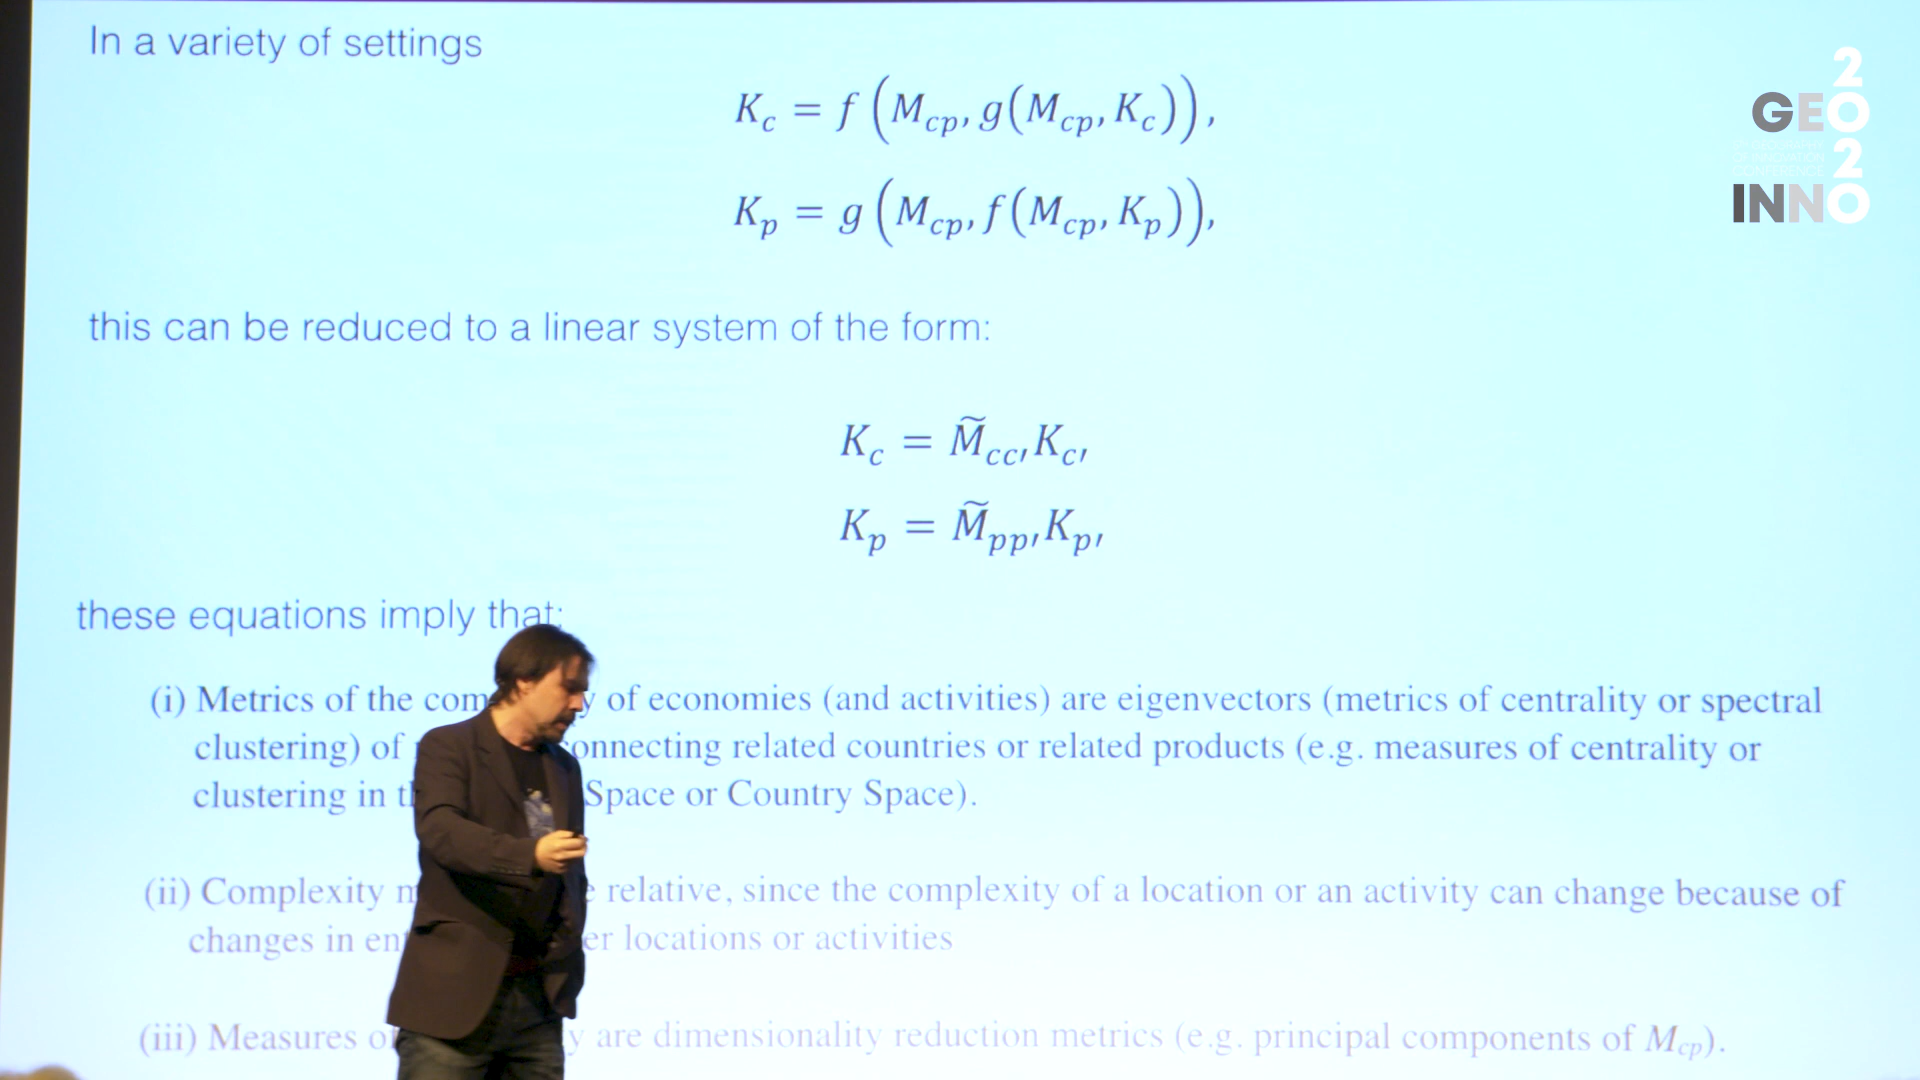 In a variety of settings
K_c = f(M_cp, g(M_cp, K_c)),
K_p = g(M_cp, f(M_cp, K_p)),
this can be reduced to a linear system of the form:
K_c = M̃_cc′ K_c′
K_p = M̃_pp′ K_p′
these equations imply that:
(i) Metrics of the com y of economies (and activities) are eigenvectors (metrics of centrality or spectral
clustering) of onnecting related countries or related products (e.g. measures of centrality or
clustering in Space or Country Space).
(ii) Complexity relative, since the complexity of a location or an activity can change because of
changes in er locations or activities
(iii) Measures y are dimensionality reduction metrics (e.g. principal components of M_cp).
2
GEO
2
INNO